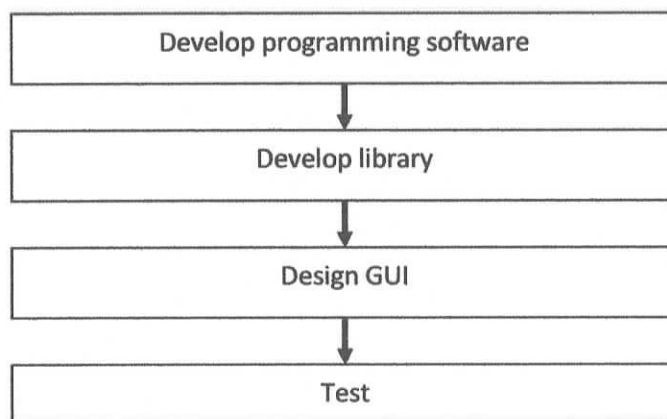 Develop programming software
Develop library
Design GUI
Test